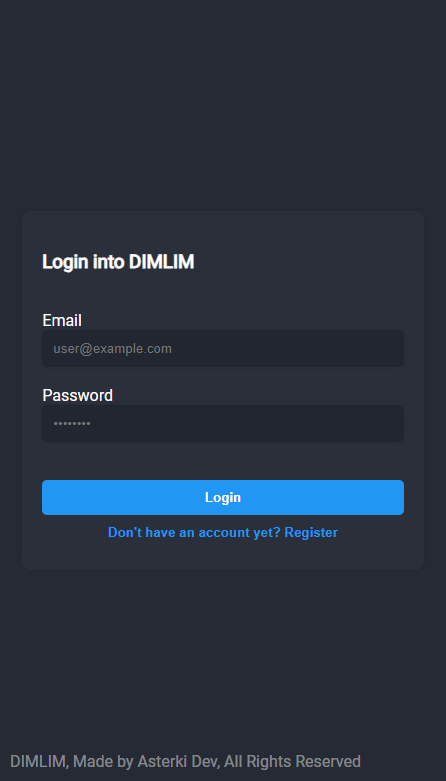 Login into DIMLIM
Email
user@example.com
Password
••••••••
Login
Don't have an account yet? Register
DIMLIM, Made by Asterki Dev, All Rights Reserved